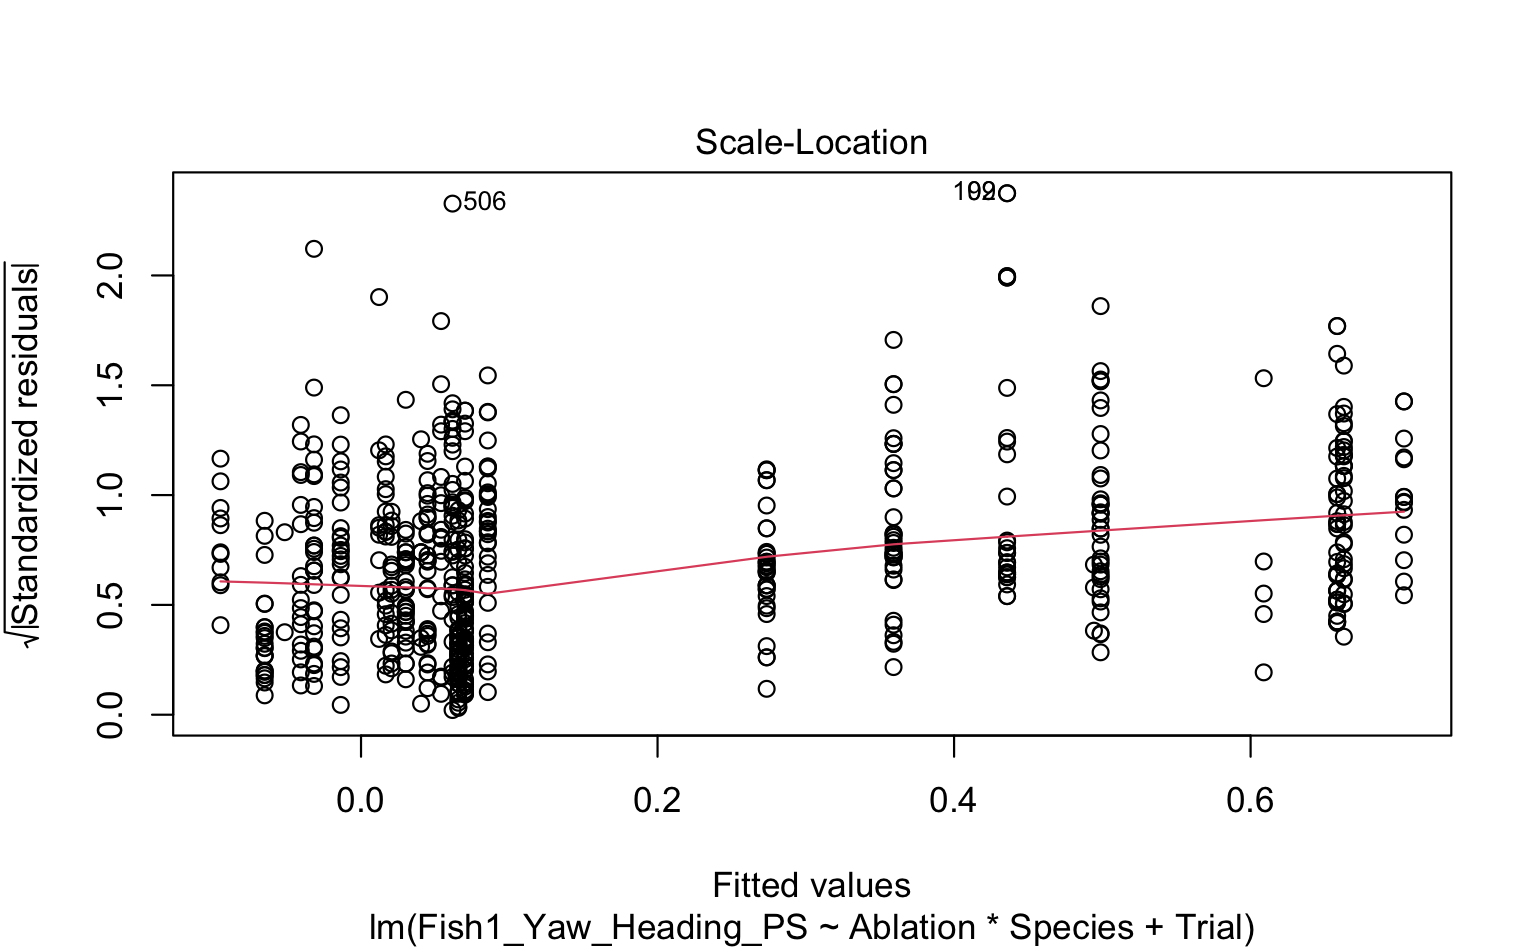 Scale-Location
506
2.0
1.5
1.0
0.5
0.0
√|Standardized residuals|
0.0 0.2 0.4 0.6
Fitted values
lm(Fish1_Yaw_Heading_PS ~ Ablation * Species + Trial)